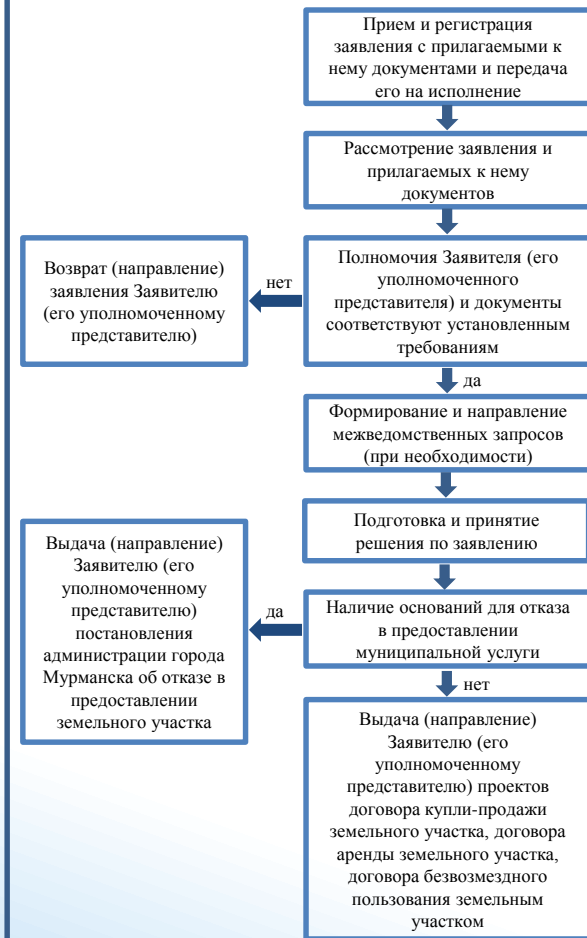 Прием и регистрация
заявления с прилагаемыми к
нему документами и передача
его на исполнение
Рассмотрение заявления и
прилагаемых к нему
документов
Полномочия Заявителя (его
уполномоченного
представителя) и документы
соответствуют установленным
требованиям
нет
Возврат (направление)
заявления Заявителю
(его уполномоченному
представителю)
да
Формирование и направление
межведомственных запросов
(при необходимости)
Подготовка и принятие
решения по заявлению
Наличие оснований для отказа
в предоставлении
муниципальной услуги
да
Выдача (направление)
Заявителю (его
уполномоченному
представителю)
постановления
администрации города
Мурманска об отказе в
предоставлении
земельного участка
нет
Выдача (направление)
Заявителю (его
уполномоченному
представителю) проектов
договора купли-продажи
земельного участка, договора
аренды земельного участка,
договора безвозмездного
пользования земельным
участком